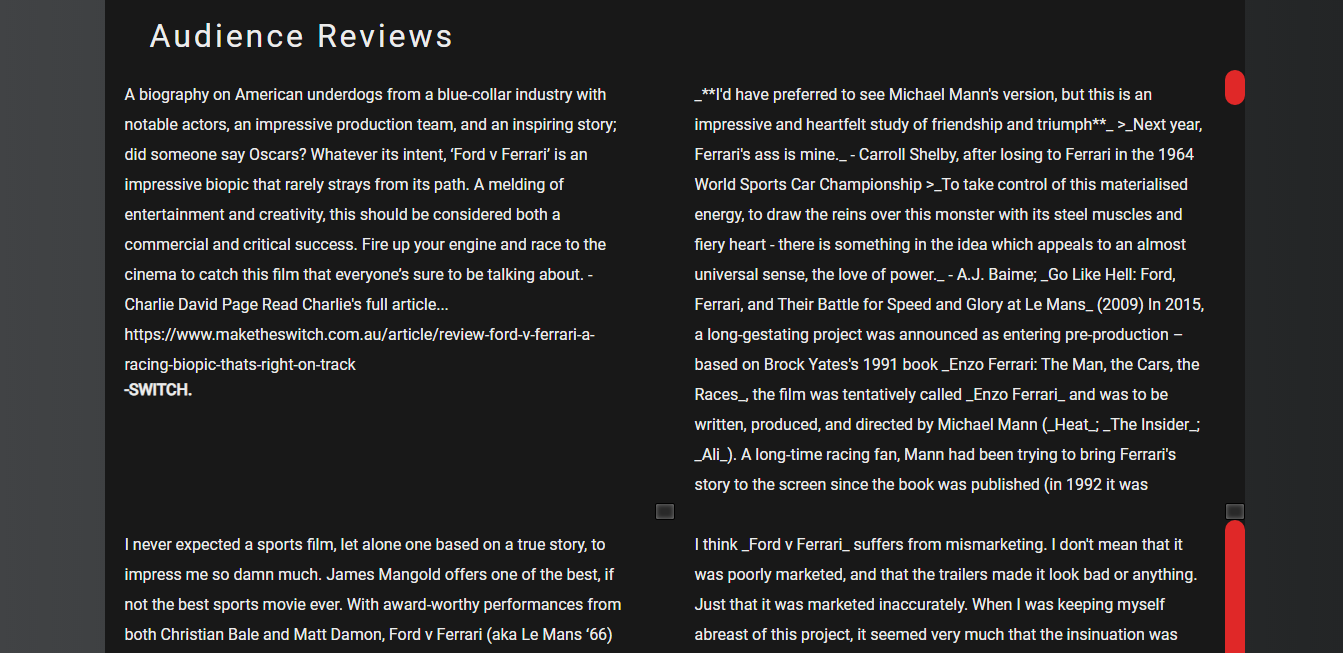 Audience Reviews
A biography on American underdogs from a blue-collar industry with
notable actors, an impressive production team, and an inspiring story;
did someone say Oscars? Whatever its intent, ‘Ford v Ferrari’ is an
impressive biopic that rarely strays from its path. A melding of
entertainment and creativity, this should be considered both a
commercial and critical success. Fire up your engine and race to the
cinema to catch this film that everyone’s sure to be talking about. -
Charlie David Page Read Charlie's full article...
https://www.maketheswitch.com.au/article/review-ford-v-ferrari-a-
racing-biopic-thats-right-on-track
-SWITCH.
_**I'd have preferred to see Michael Mann's version, but this is an
impressive and heartfelt study of friendship and triumph**_ >_Next year,
Ferrari's ass is mine._ - Carroll Shelby, after losing to Ferrari in the 1964
World Sports Car Championship >_To take control of this materialised
energy, to draw the reins over this monster with its steel muscles and
fiery heart - there is something in the idea which appeals to an almost
universal sense, the love of power._ - A.J. Baime; _Go Like Hell: Ford,
Ferrari, and Their Battle for Speed and Glory at Le Mans_ (2009) In 2015,
a long-gestating project was announced as entering pre-production –
based on Brock Yates's 1991 book _Enzo Ferrari: The Man, the Cars, the
Races_, the film was tentatively called _Enzo Ferrari_ and was to be
written, produced, and directed by Michael Mann (_Heat_; _The Insider_;
_Ali_). A long-time racing fan, Mann had been trying to bring Ferrari's
story to the screen since the book was published (in 1992 it was
I never expected a sports film, let alone one based on a true story, to
impress me so damn much. James Mangold offers one of the best, if
not the best sports movie ever. With award-worthy performances from
both Christian Bale and Matt Damon, Ford v Ferrari (aka Le Mans ‘66)
I think _Ford v Ferrari_ suffers from mismarketing. I don't mean that it
was poorly marketed, and that the trailers made it look bad or anything.
Just that it was marketed inaccurately. When I was keeping myself
abreast of this project, it seemed very much that the insinuation was